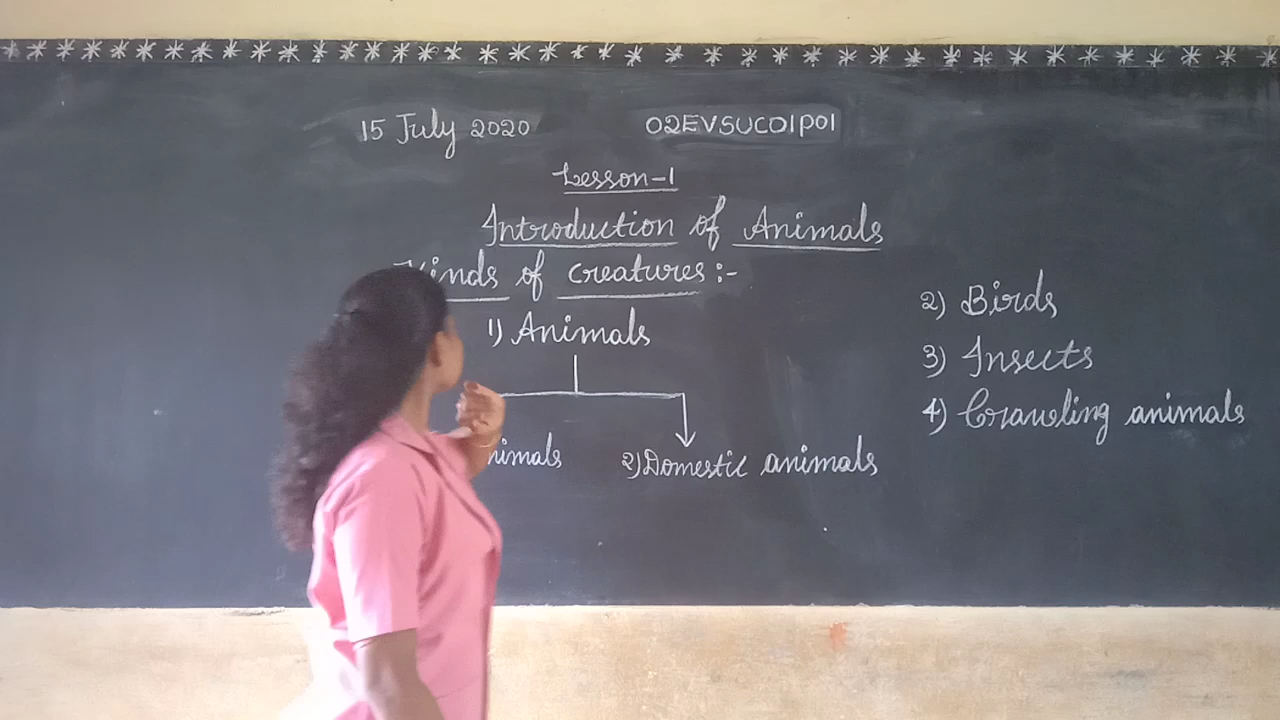 15 July 2020
02EVSUC01P01
Lesson-1
Introduction of Animals
Kinds of creatures:-
1) Animals
2) Domestic animals
2) Birds
3) Insects
4) Crawling animals